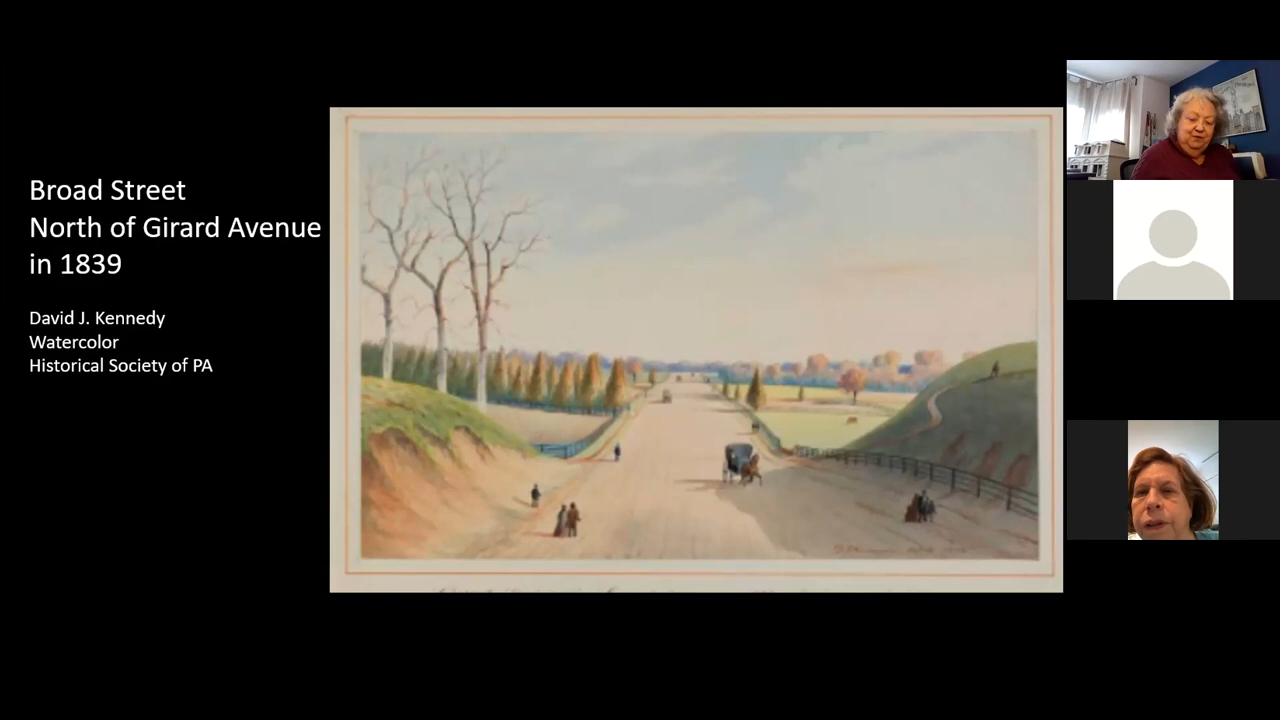 Broad Street
North of Girard Avenue
in 1839
David J. Kennedy
Watercolor
Historical Society of PA